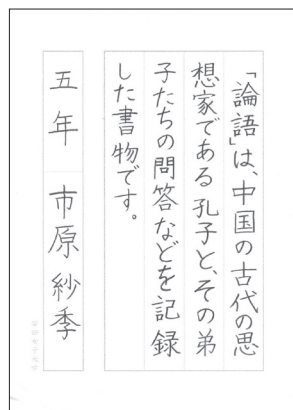 「論語」は、中国の古代の思
想家である孔子と、その弟
子たちの問答などを記録
した書物です。
五年 市原紗季